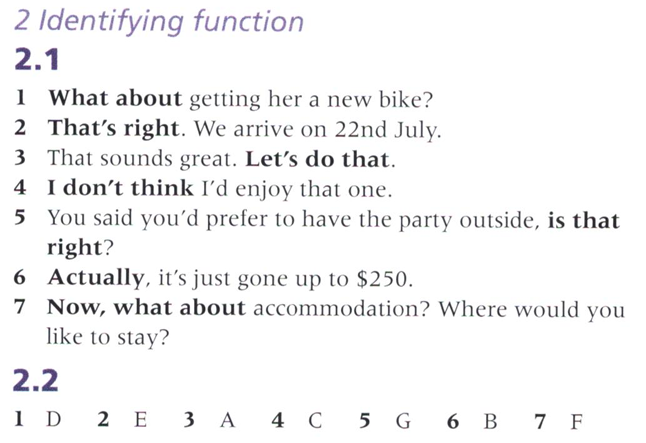 2 Identifying function
2.1
1 What about getting her a new bike?
2 That's right. We arrive on 22nd July.
3 That sounds great. Let's do that.
4 I don't think I'd enjoy that one.
5 You said you'd prefer to have the party outside, is that
right?
6 Actually, it's just gone up to $250.
7 Now, what about accommodation? Where would you
like to stay?
2.2
1 D 2 E 3 A 4 C 5 G 6 B 7 F